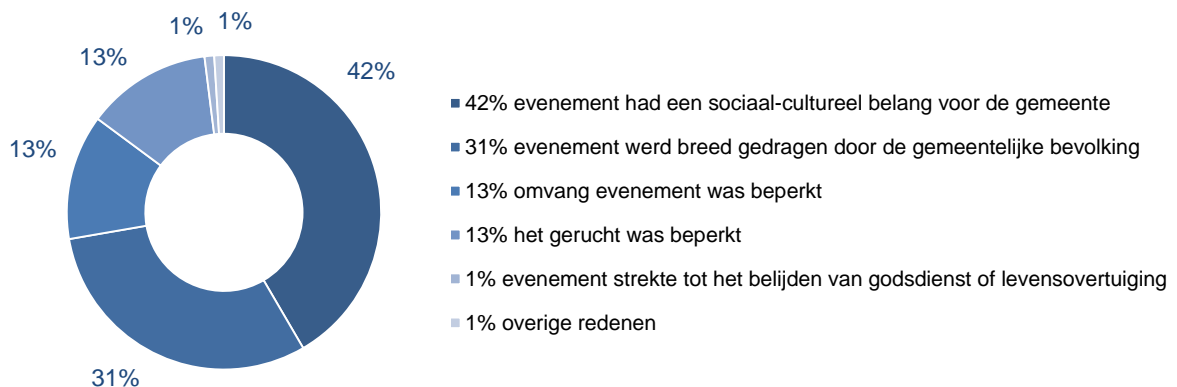 1% 1%
13%
42%
13%
31%
42% evenement had een sociaal-cultureel belang voor de gemeente
31% evenement werd breed gedragen door de gemeentelijke bevolking
13% omvang evenement was beperkt
13% het gerucht was beperkt
1% evenement strekte tot het belijden van godsdienst of levensovertuiging
1% overige redenen